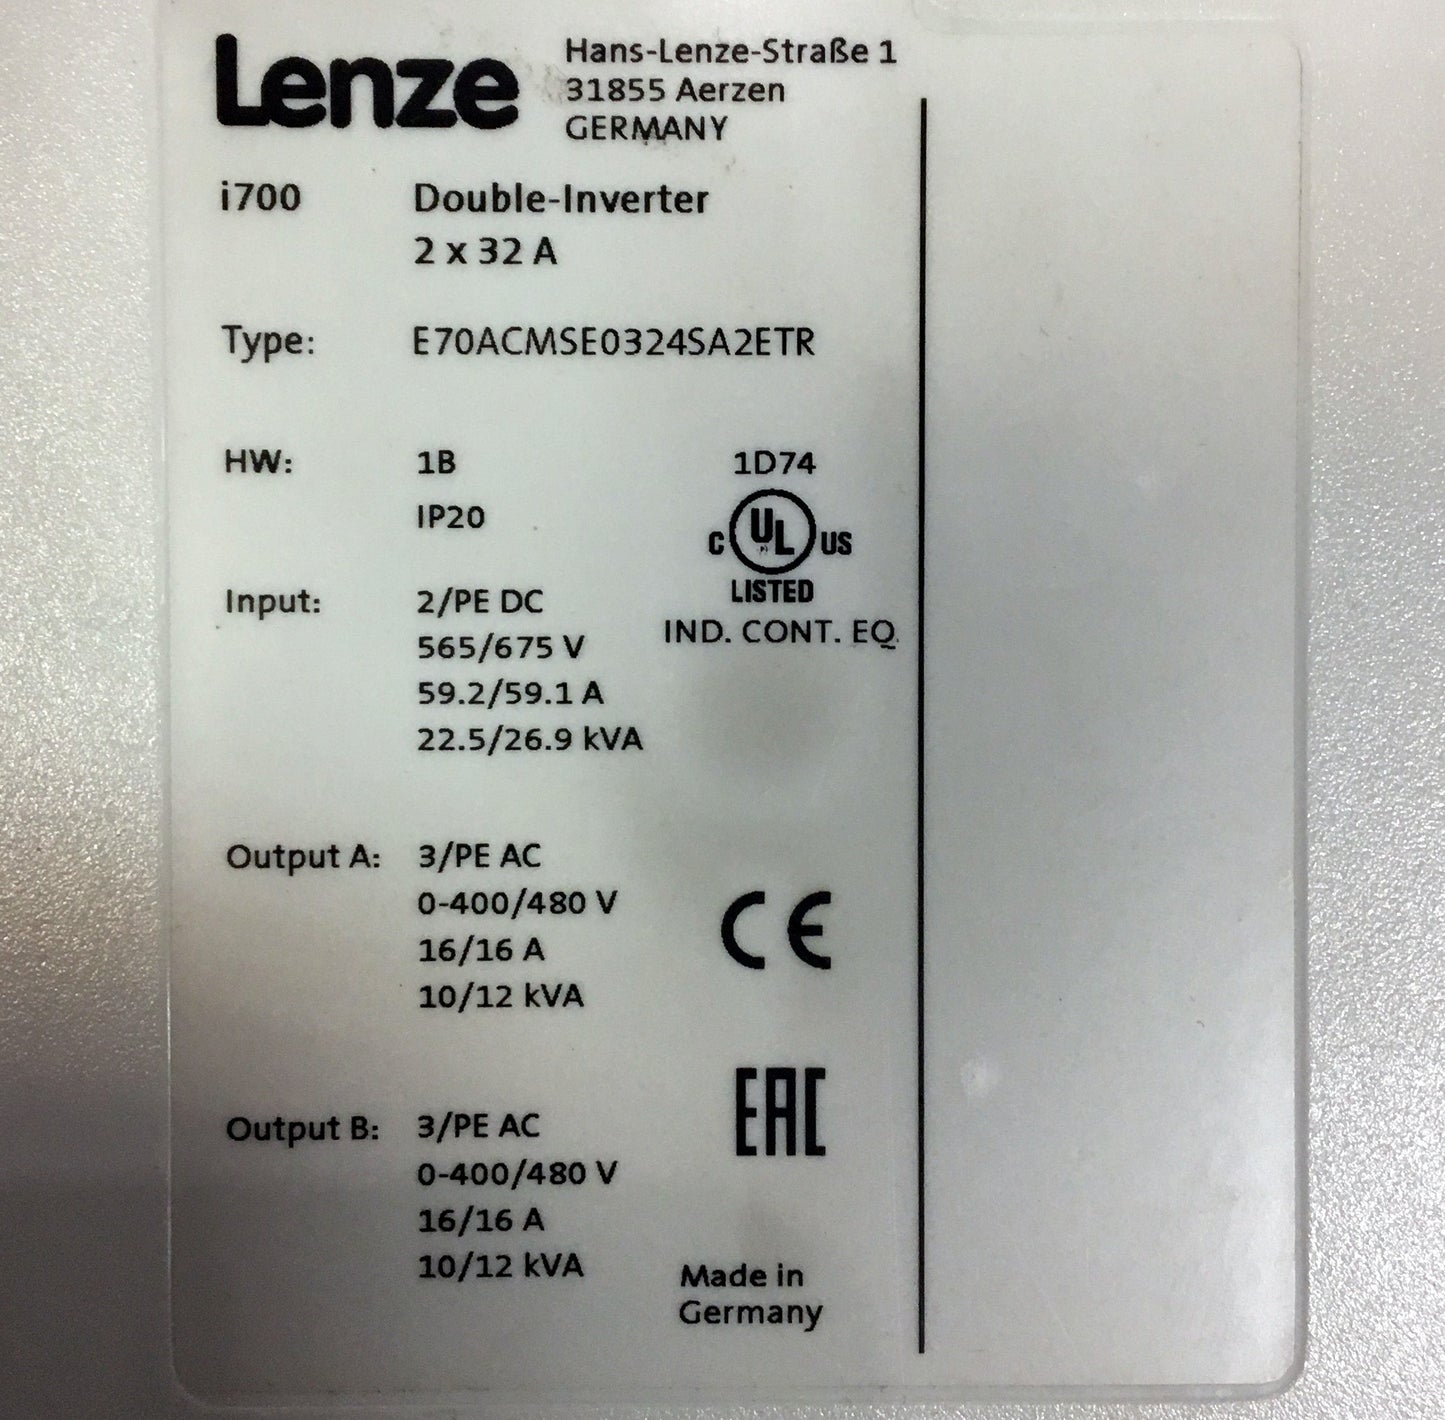 Lenze
Hans-Lenze-Straße 1
31855 Aerzen
GERMANY
i700 Double-Inverter
2 x 32 A
Type: E70ACMSE0324SA2ETR
HW: 1B 1D74
IP20
C UL US
LISTED
IND. CONT. EQ.
Input: 2/PE DC
565/675 V
59.2/59.1 A
22.5/26.9 kVA
Output A: 3/PE AC
0-400/480 V
16/16 A
10/12 kVA
CE
EAC
Output B: 3/PE AC
0-400/480 V
16/16 A
10/12 kVA
Made in
Germany